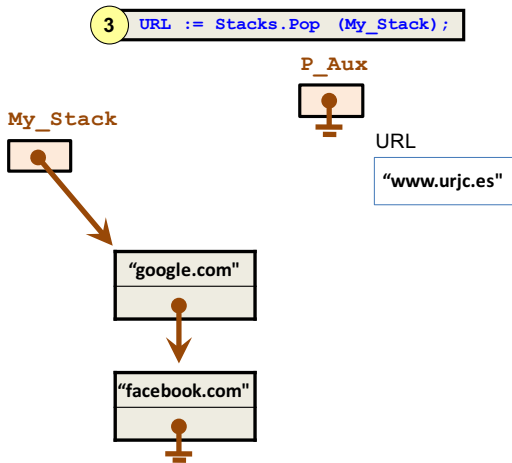 3 URL := Stacks.Pop (My_Stack);
P_Aux
My_Stack
URL
“www.urjc.es"
“google.com"
“facebook.com"